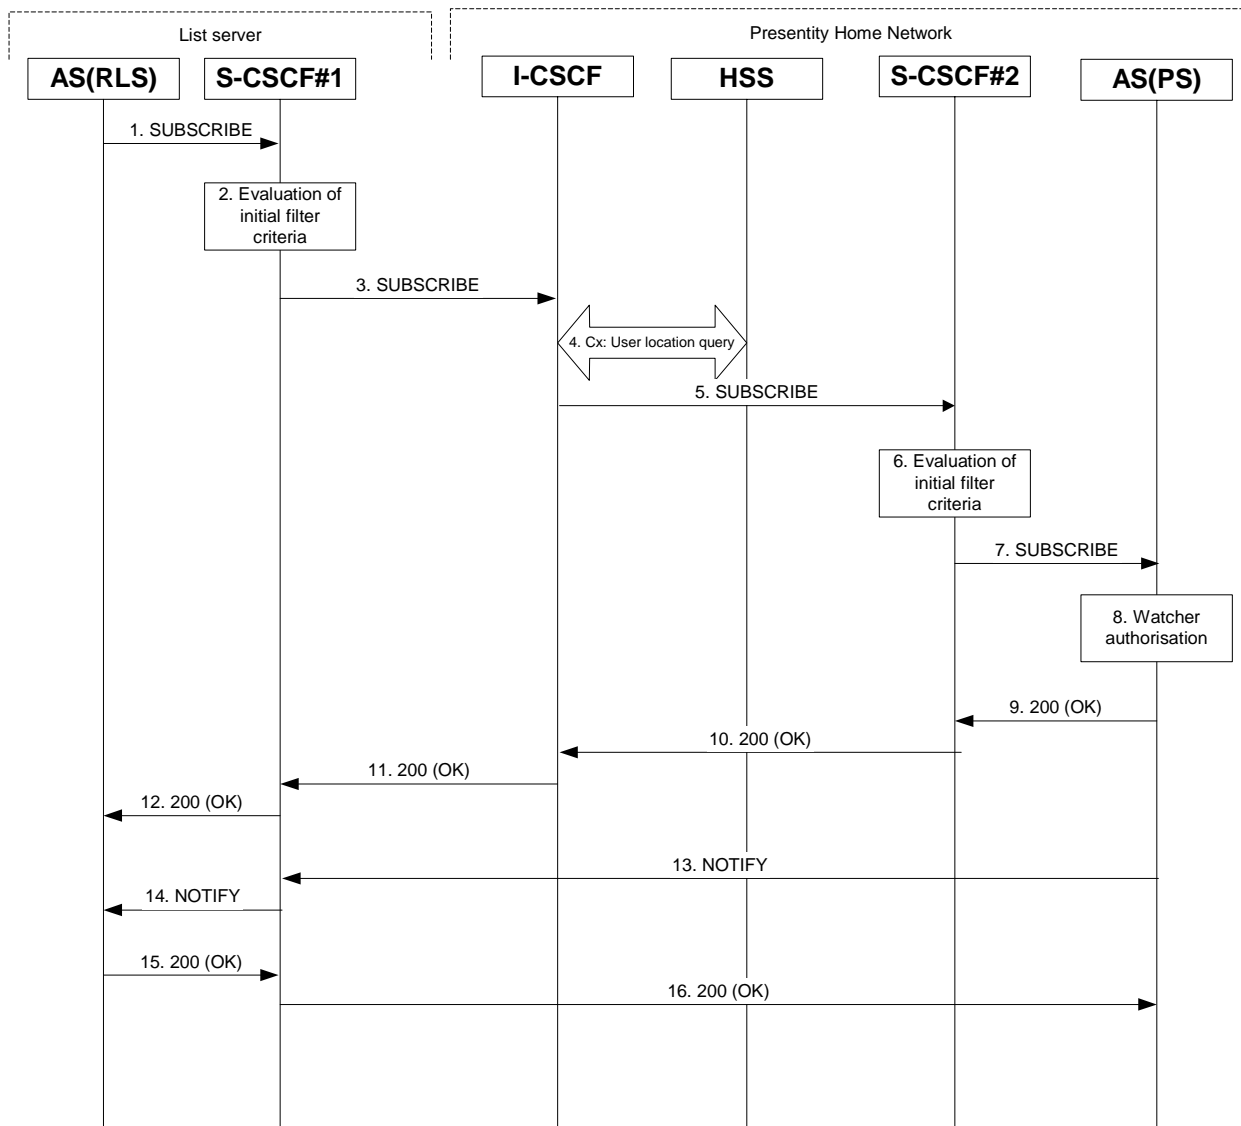 List server
Presentity Home Network
AS(RLS)
S-CSCF#1
I-CSCF
HSS
S-CSCF#2
AS(PS)
1. SUBSCRIBE
2. Evaluation of
initial filter
criteria
3. SUBSCRIBE
4. Cx: User location query
5. SUBSCRIBE
6. Evaluation of
initial filter
criteria
7. SUBSCRIBE
8. Watcher
authorisation
9. 200 (OK)
10. 200 (OK)
11. 200 (OK)
12. 200 (OK)
13. NOTIFY
14. NOTIFY
15. 200 (OK)
16. 200 (OK)